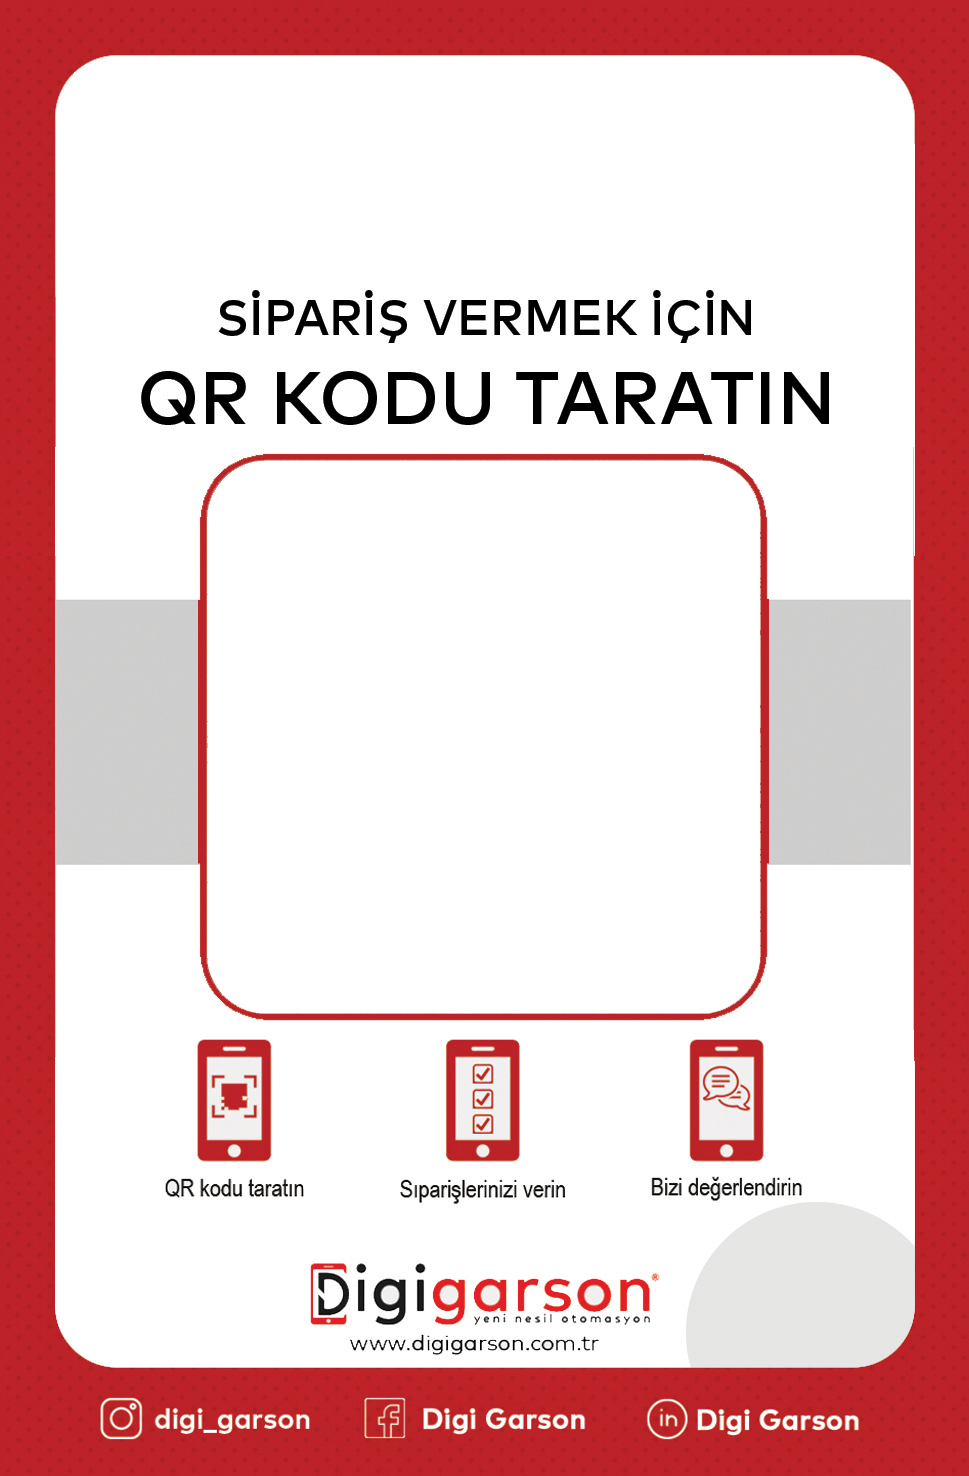 SİPARİŞ VERMEK İÇİN
QR KODU TARATIN
QR kodu taratın
Sıparişlerinizi verin
Bizi değerlendirin
Digigarson®
yeni nesil otomasyon
www.digigarson.com.tr
digi_garson
Digi Garson
in Digi Garson